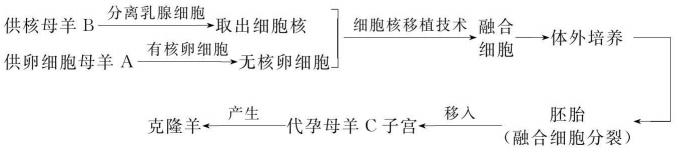 供核母羊 B 分离乳腺细胞 取出细胞核
供卵细胞母羊 A 有核卵细胞 无核卵细胞
细胞核移植技术 融合细胞 体外培养
克隆羊 产生 代孕母羊 C 子宫 移入 胚胎
(融合细胞分裂)